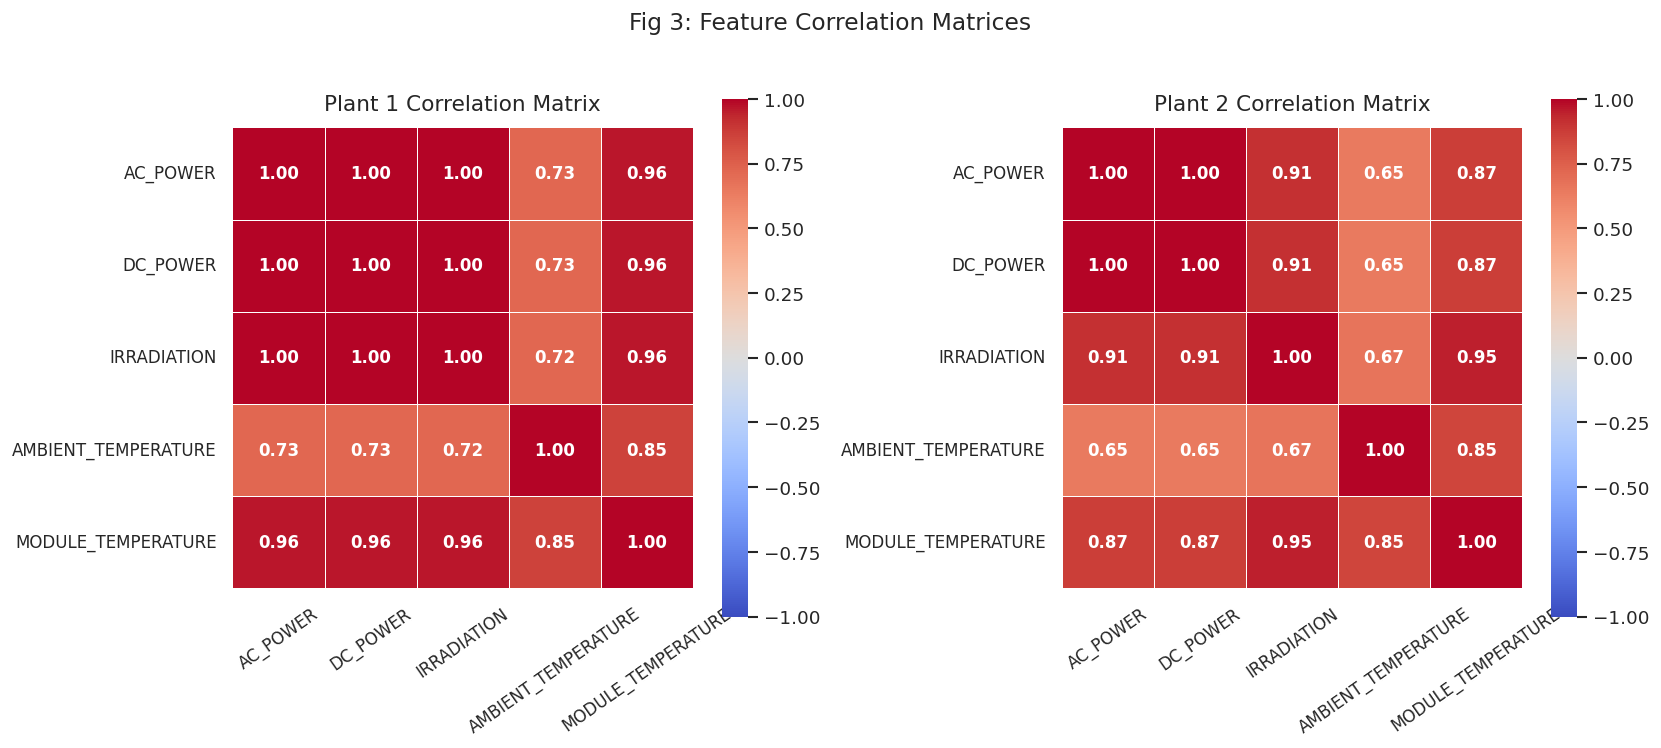 Fig 3: Feature Correlation Matrices
Plant 1 Correlation Matrix
AC_POWER 1.00 1.00 1.00 0.73 0.96
DC_POWER 1.00 1.00 1.00 0.73 0.96
IRRADIATION 1.00 1.00 1.00 0.72 0.96
AMBIENT_TEMPERATURE 0.73 0.73 0.72 1.00 0.85
MODULE_TEMPERATURE 0.96 0.96 0.96 0.85 1.00
AC_POWER
DC_POWER
IRRADIATION
AMBIENT_TEMPERATURE
MODULE_TEMPERATURE
1.00
0.75
0.50
0.25
0.00
−0.25
−0.50
−0.75
−1.00
Plant 2 Correlation Matrix
AC_POWER 1.00 1.00 0.91 0.65 0.87
DC_POWER 1.00 1.00 0.91 0.65 0.87
IRRADIATION 0.91 0.91 1.00 0.67 0.95
AMBIENT_TEMPERATURE 0.65 0.65 0.67 1.00 0.85
MODULE_TEMPERATURE 0.87 0.87 0.95 0.85 1.00
AC_POWER
DC_POWER
IRRADIATION
AMBIENT_TEMPERATURE
MODULE_TEMPERATURE
1.00
0.75
0.50
0.25
0.00
−0.25
−0.50
−0.75
−1.00